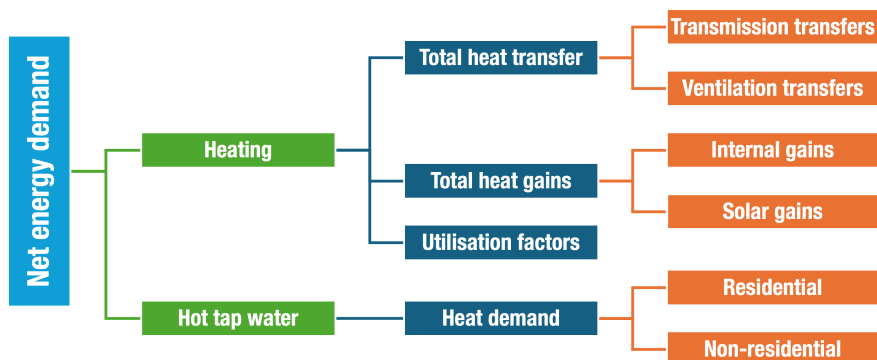 Net energy demand
Heating
Hot tap water
Total heat transfer
Total heat gains
Utilisation factors
Heat demand
Transmission transfers
Ventilation transfers
Internal gains
Solar gains
Residential
Non-residential